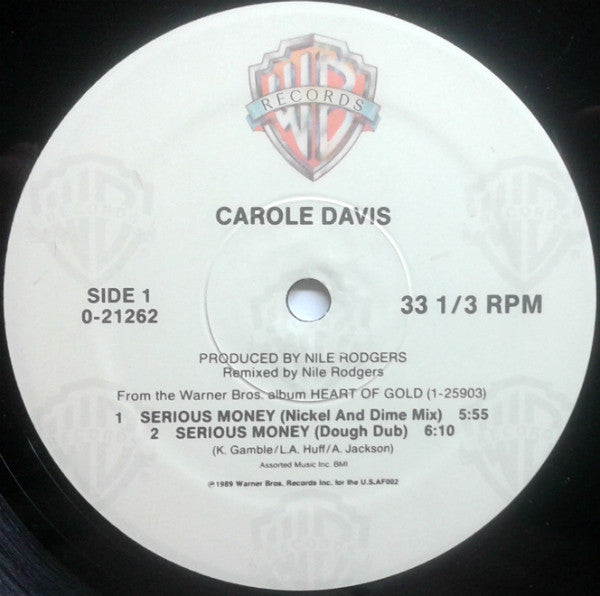 WB
RECORDS
CAROLE DAVIS
SIDE 1
0-21262
33 1/3 RPM
PRODUCED BY NILE RODGERS
Remixed by Nile Rodgers
From the Warner Bros. album HEART OF GOLD (1-25903)
1 SERIOUS MONEY (Nickel And Dime Mix) 5:55
2 SERIOUS MONEY (Dough Dub) 6:10
(K. Gamble/L.A. Huff/A. Jackson)
Assorted Music Inc. BMI
℗1989 Warner Bros. Records Inc. for the U.S.AF002